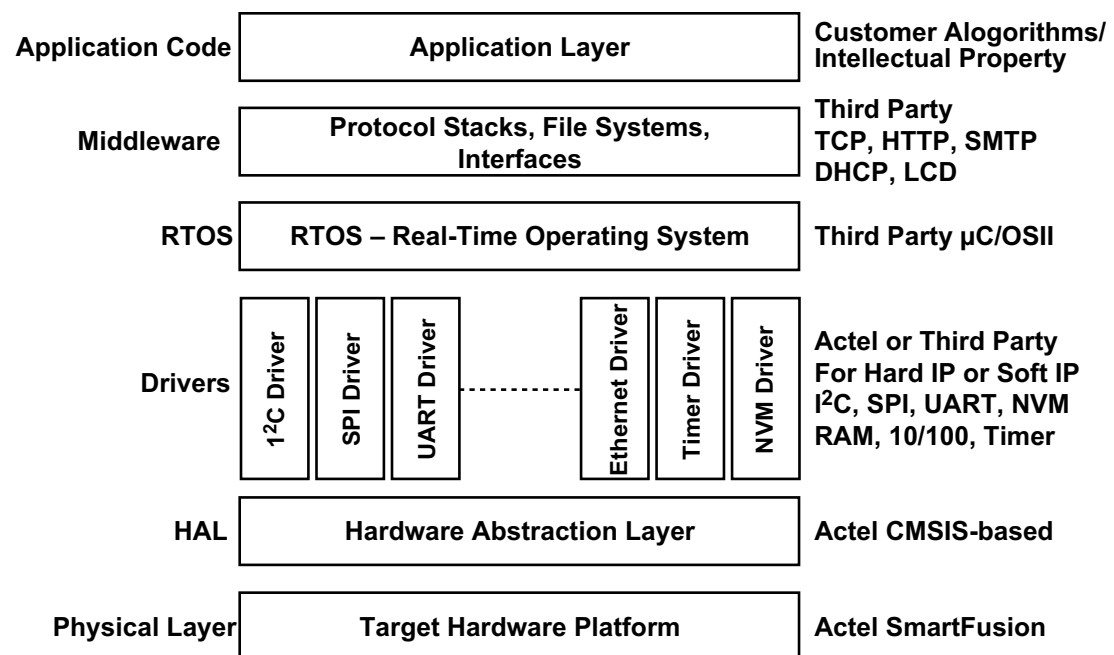 Application Code
Application Layer
Customer Alogorithms/
Intellectual Property
Middleware
Protocol Stacks, File Systems,
Interfaces
Third Party
TCP, HTTP, SMTP
DHCP, LCD
RTOS
RTOS – Real-Time Operating System
Third Party µC/OSII
Drivers
1²C Driver
SPI Driver
UART Driver
Ethernet Driver
Timer Driver
NVM Driver
Actel or Third Party
For Hard IP or Soft IP
I²C, SPI, UART, NVM
RAM, 10/100, Timer
HAL
Hardware Abstraction Layer
Actel CMSIS-based
Physical Layer
Target Hardware Platform
Actel SmartFusion